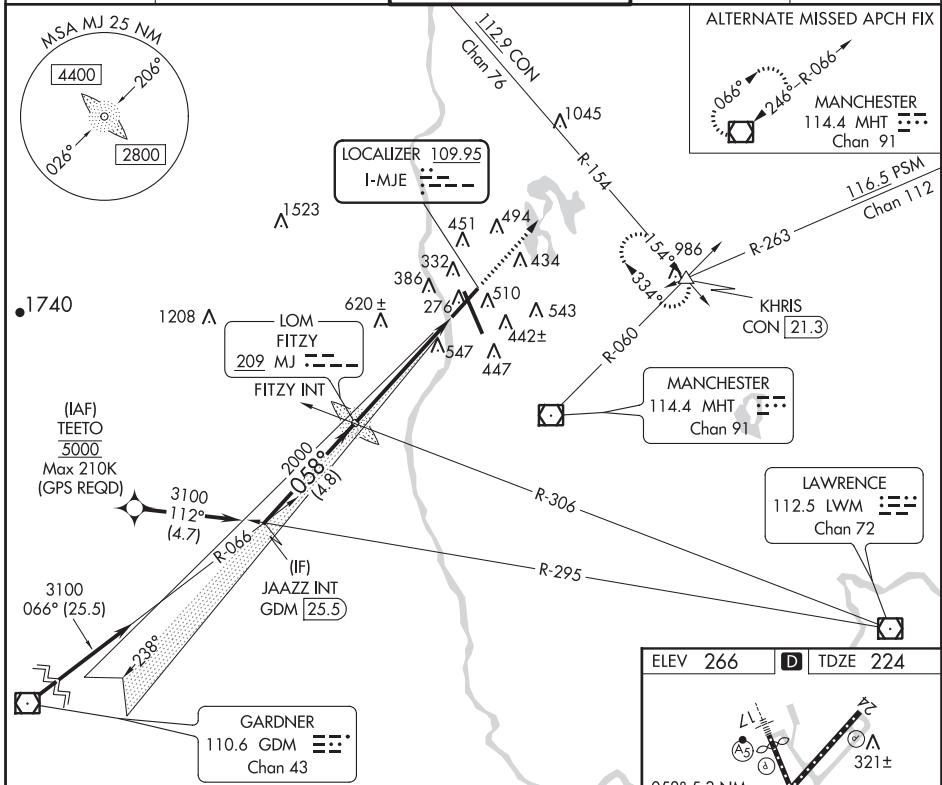 MSA MJ 25 NM
4400
206°
026°
2800
112.9 CON
Chan 76
ALTERNATE MISSED APCH FIX
066°
246°
R-066
MANCHESTER
114.4 MHT
Chan 91
1045
LOCALIZER 109.95
I-MJE
R-154
116.5 PSM
Chan 112
R-263
1523
451
494
332
434
386
276
510
154°
986
334°
KHRIS
CON 21.3
1740
1208
620 ±
543
442±
547
447
LOM
FITZY
209 MJ
FITZY INT
R-060
MANCHESTER
114.4 MHT
Chan 91
(IAF)
TEETO
5000
Max 210K
(GPS REQD)
2000
058°
(4.8)
3100
112°
(4.7)
R-066
R-306
LAWRENCE
112.5 LWM
Chan 72
(IF)
JAAZZ INT
GDM 25.5
R-295
3100
066° (25.5)
238°
GARDNER
110.6 GDM
Chan 43
ELEV 266
D
TDZE 224
17
24
A5
P
P
321±
058° 5.2 NM